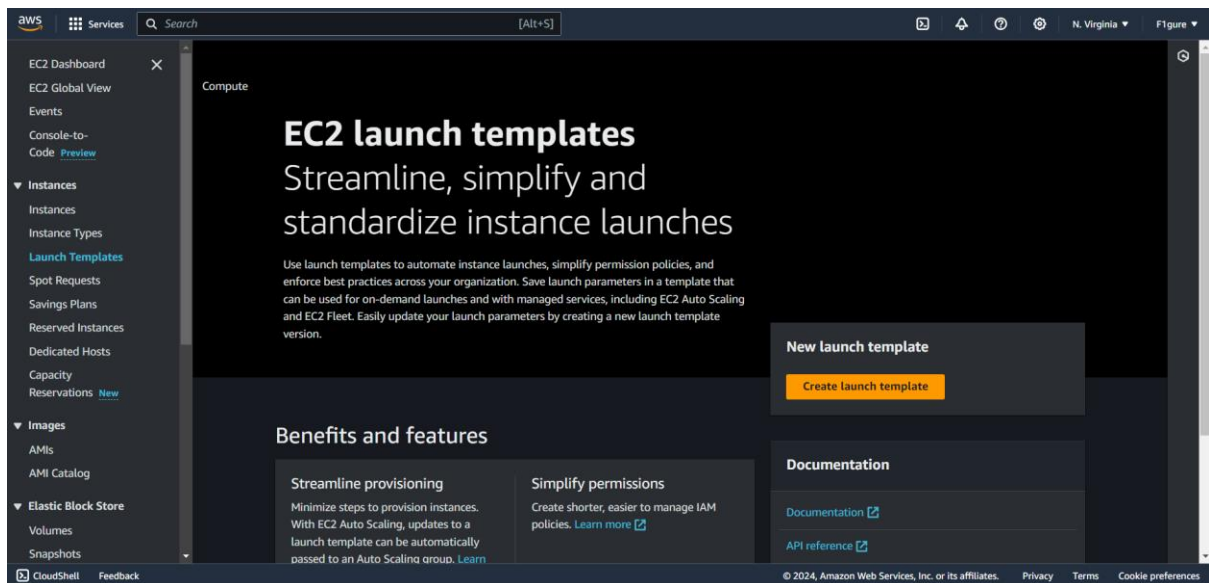 aws
Services
Search
[Alt+S]
N. Virginia
F1gure
EC2 Dashboard
EC2 Global View
Events
Console-to-
Code Preview
Instances
Instances
Instance Types
Launch Templates
Spot Requests
Savings Plans
Reserved Instances
Dedicated Hosts
Capacity
Reservations New
Images
AMIs
AMI Catalog
Elastic Block Store
Volumes
Snapshots
Compute
EC2 launch templates
Streamline, simplify and
standardize instance launches
Use launch templates to automate instance launches, simplify permission policies, and
enforce best practices across your organization. Save launch parameters in a template that
can be used for on-demand launches and with managed services, including EC2 Auto Scaling
and EC2 Fleet. Easily update your launch parameters by creating a new launch template
version.
New launch template
Create launch template
Benefits and features
Streamline provisioning
Minimize steps to provision instances.
With EC2 Auto Scaling, updates to a
launch template can be automatically
passed to an Auto Scaling group. Learn
Simplify permissions
Create shorter, easier to manage IAM
policies. Learn more
Documentation
Documentation
API reference
CloudShell
Feedback
© 2024, Amazon Web Services, Inc. or its affiliates.
Privacy
Terms
Cookie preferences